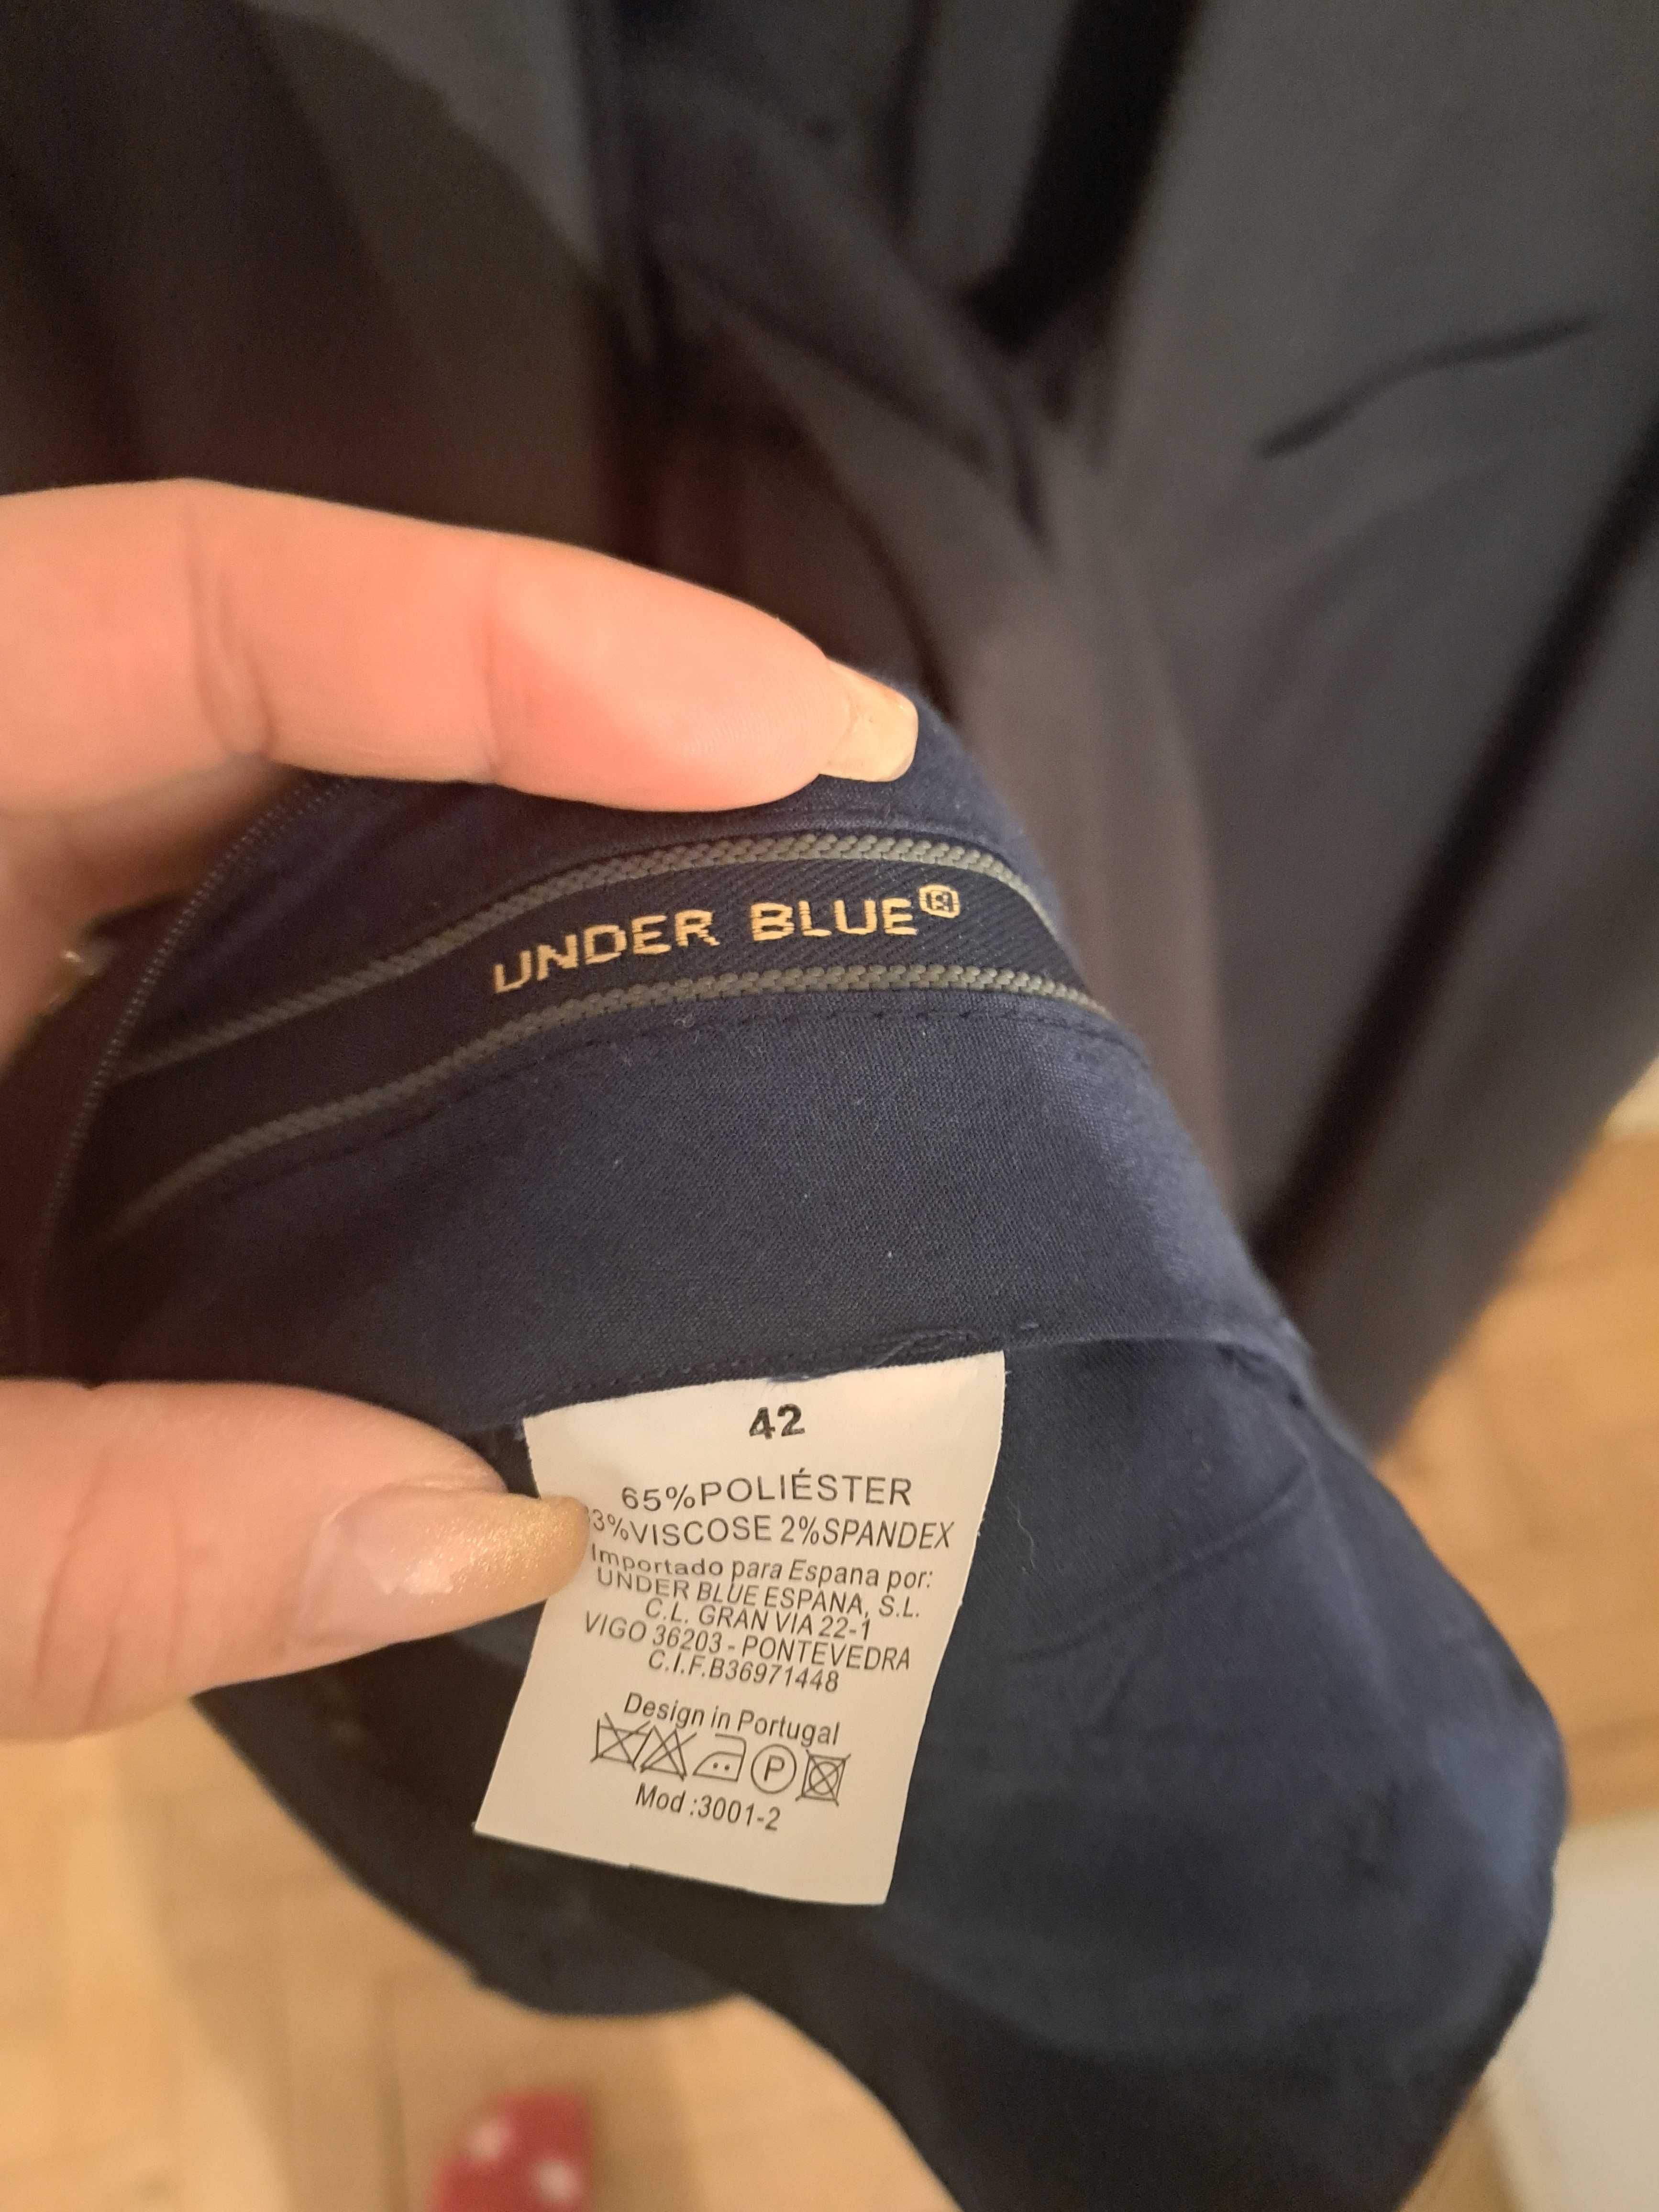 UNDER BLUE®
42
65%POLIÉSTER
3%VISCOSE 2%SPANDEX
Importado para Espana por:
UNDER BLUE ESPANA, S.L.
C.L. GRAN VIA 22-1
VIGO 36203 - PONTEVEDRA
C.I.F.B36971448
Design in Portugal
P
Mod :3001-2